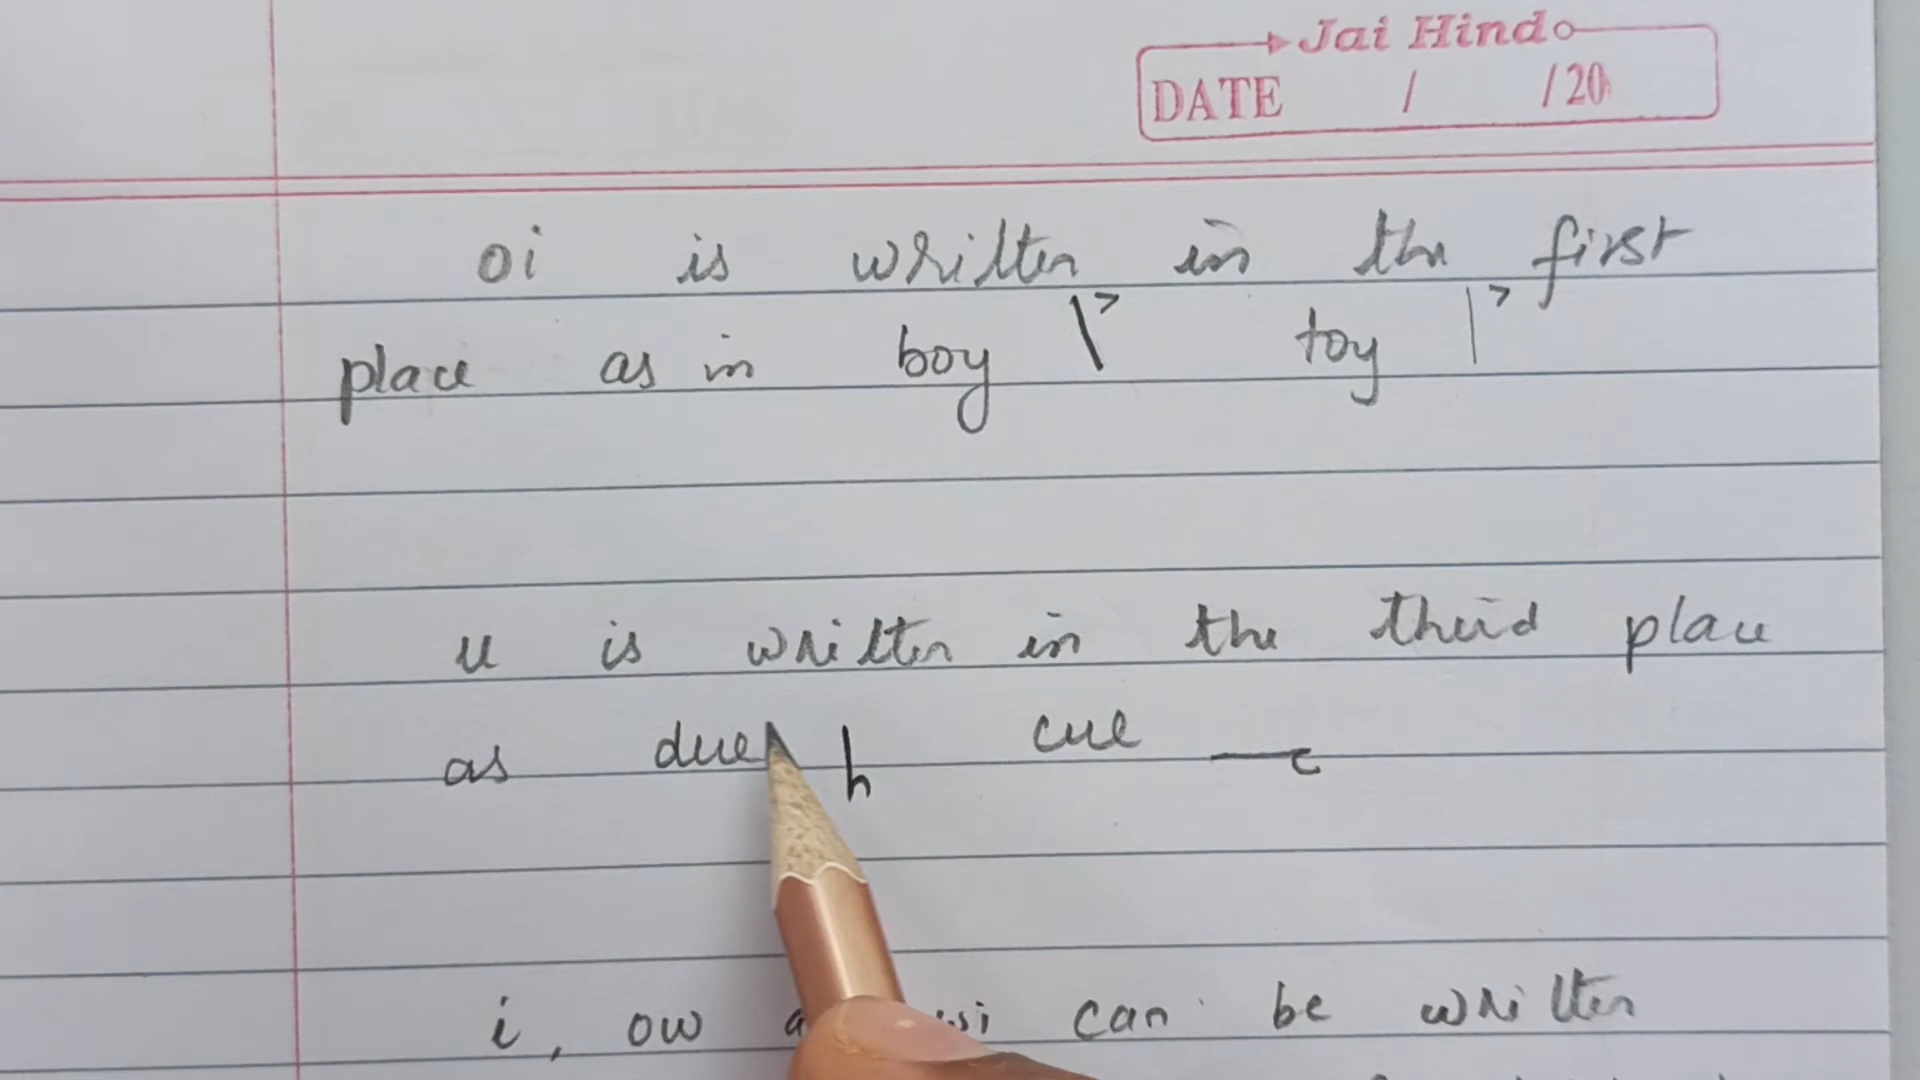 Jai Hind
DATE / /20
oi is written in the first
place as in boy toy
u is written in the third place
as due cue
i, ow can be written